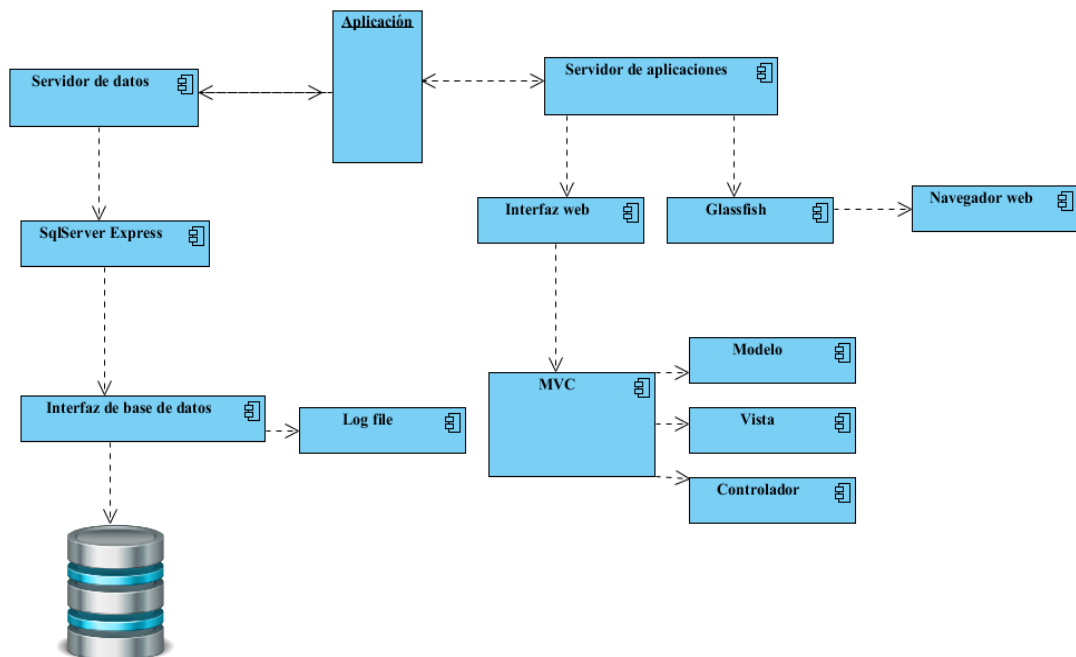 Aplicación
Servidor de datos
Servidor de aplicaciones
Interfaz web
Glassfish
Navegador web
SqlServer Express
Modelo
MVC
Vista
Interfaz de base de datos
Log file
Controlador